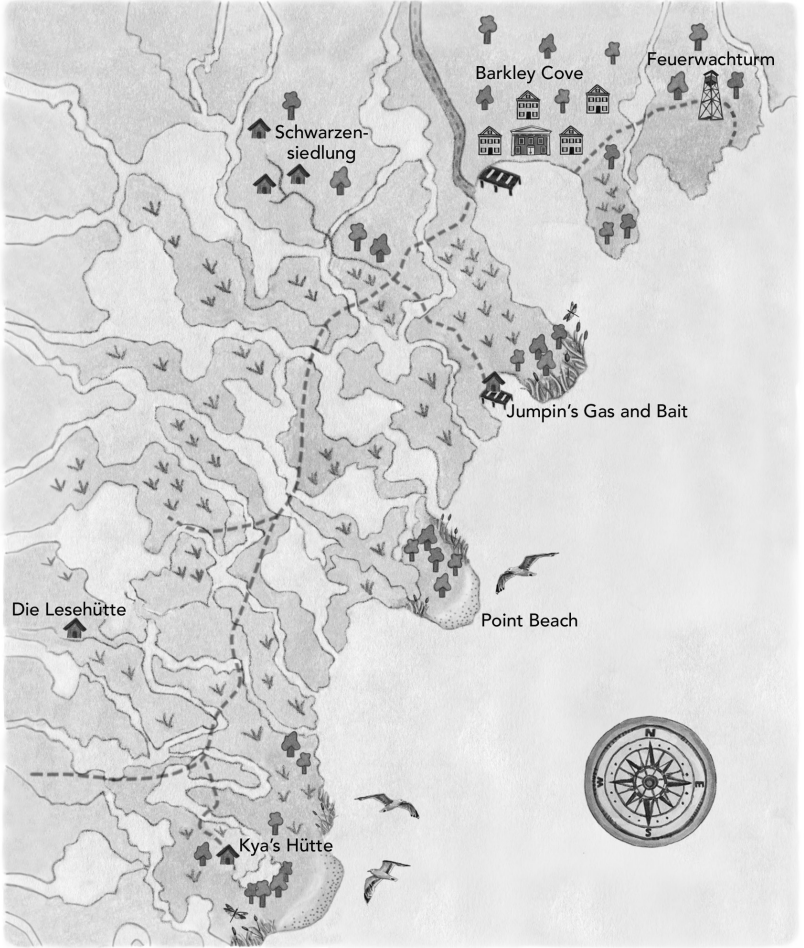 Feuerwachturm
Barkley Cove
Schwarzen-
siedlung
Jumpin's Gas and Bait
Point Beach
Die Lesehütte
N
W
E
S
Kya's Hütte